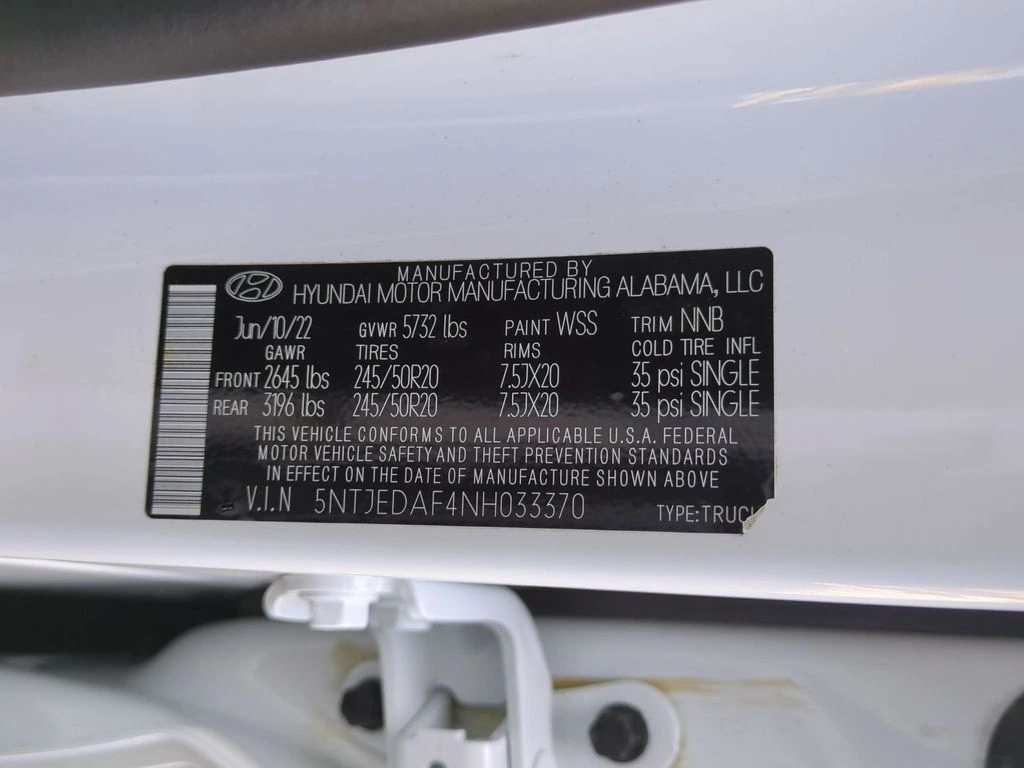 MANUFACTURED BY
HYUNDAI MOTOR MANUFACTURING ALABAMA, LLC
Jun/10/22 GVWR 5732 lbs PAINT WSS TRIM NNB
GAWR TIRES RIMS COLD TIRE INFL
FRONT 2645 lbs 245/50R20 7.5JX20 35 psi SINGLE
REAR 3196 lbs 245/50R20 7.5JX20 35 psi SINGLE
THIS VEHICLE CONFORMS TO ALL APPLICABLE U.S.A. FEDERAL
MOTOR VEHICLE SAFETY AND THEFT PREVENTION STANDARDS
IN EFFECT ON THE DATE OF MANUFACTURE SHOWN ABOVE
V.I.N 5NTJEDAF4NH033370 TYPE:TRUC